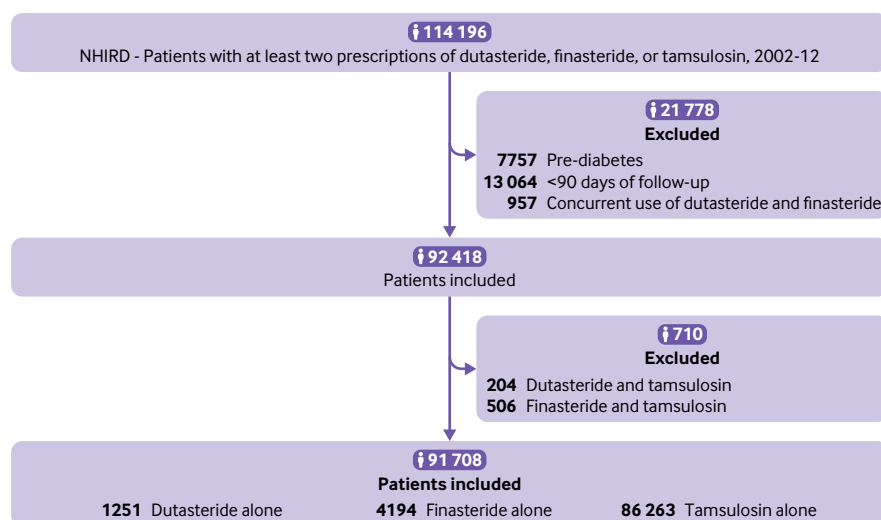 114 196
NHIRD - Patients with at least two prescriptions of dutasteride, finasteride, or tamsulosin, 2002-12
21 778
Excluded
7757 Pre-diabetes
13 064 <90 days of follow-up
957 Concurrent use of dutasteride and finasteride
92 418
Patients included
710
Excluded
204 Dutasteride and tamsulosin
506 Finasteride and tamsulosin
91 708
Patients included
1251 Dutasteride alone 4194 Finasteride alone 86 263 Tamsulosin alone